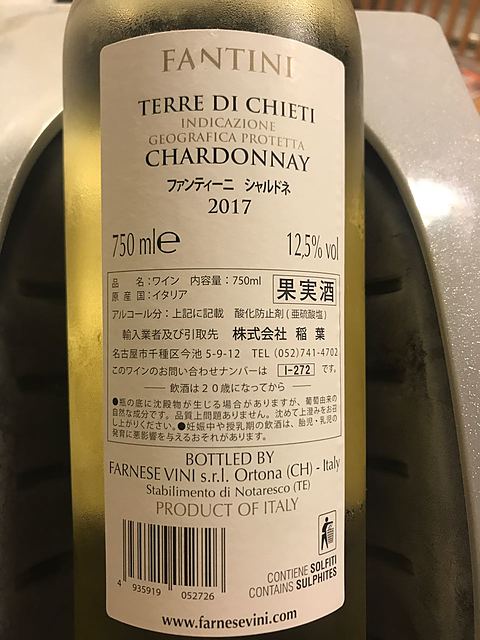 FANTINI
TERRE DI CHIETI
INDICAZIONE
GEOGRAFICA PROTETTA
CHARDONNAY
ファンティーニ シャルドネ
2017
750 ml℮ 12,5% vol
品名:ワイン 内容量:750ml
原産国:イタリア
果実酒
アルコール分:上記に記載 酸化防止剤(亜硫酸塩)
輸入業者及び引取先 株式会社 稲葉
名古屋市千種区今池 5-9-12 TEL (052)741-4702
このワインのお問い合わせナンバーは I-272 です。
飲酒は20歳になってから
●瓶の底に沈殿物が生じる場合がありますが、葡萄由来の
自然な成分です。品質上問題ありません。沈めて上澄みをお召
し上がりください。●妊娠中や授乳期の飲酒は、胎児・乳児の
発育に悪影響を与えるおそれがあります。
BOTTLED BY
FARNESE VINI s.r.l. Ortona (CH) - Italy
Stabilimento di Notaresco (TE)
PRODUCT OF ITALY
4 935919 052726
CONTIENE SOLFITI
CONTAINS SULPHITES
www.farnesevini.com